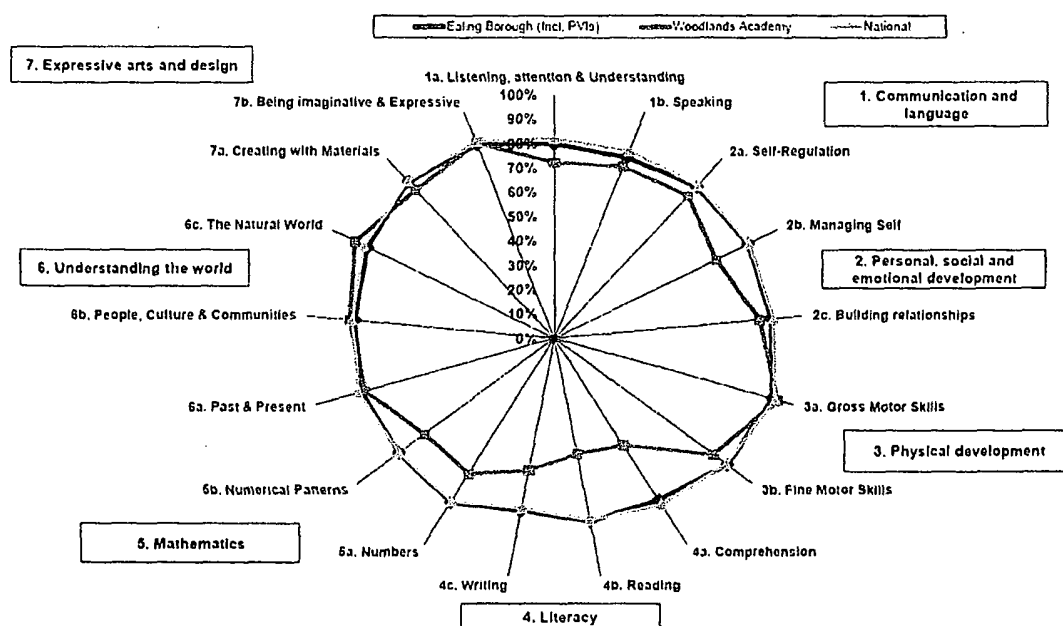 Ealing Borough (Incl. PVIs) Woodlands Academy National
7. Expressive arts and design
1a. Listening, attention & Understanding
7b. Being imaginative & Expressive
1b. Speaking
1. Communication and
language
7a. Creating with Materials
2a. Self-Regulation
6c. The Natural World
2b. Managing Self
6. Understanding the world
2. Personal, social and
emotional development
6b. People, Culture & Communities
2c. Building relationships
100%
90%
80%
70%
60%
50%
40%
30%
20%
10%
0%
6a. Past & Present
3a. Gross Motor Skills
3. Physical development
5b. Numerical Patterns
3b. Fine Motor Skills
5. Mathematics
5a. Numbers
4a. Comprehension
4c. Writing
4b. Reading
4. Literacy